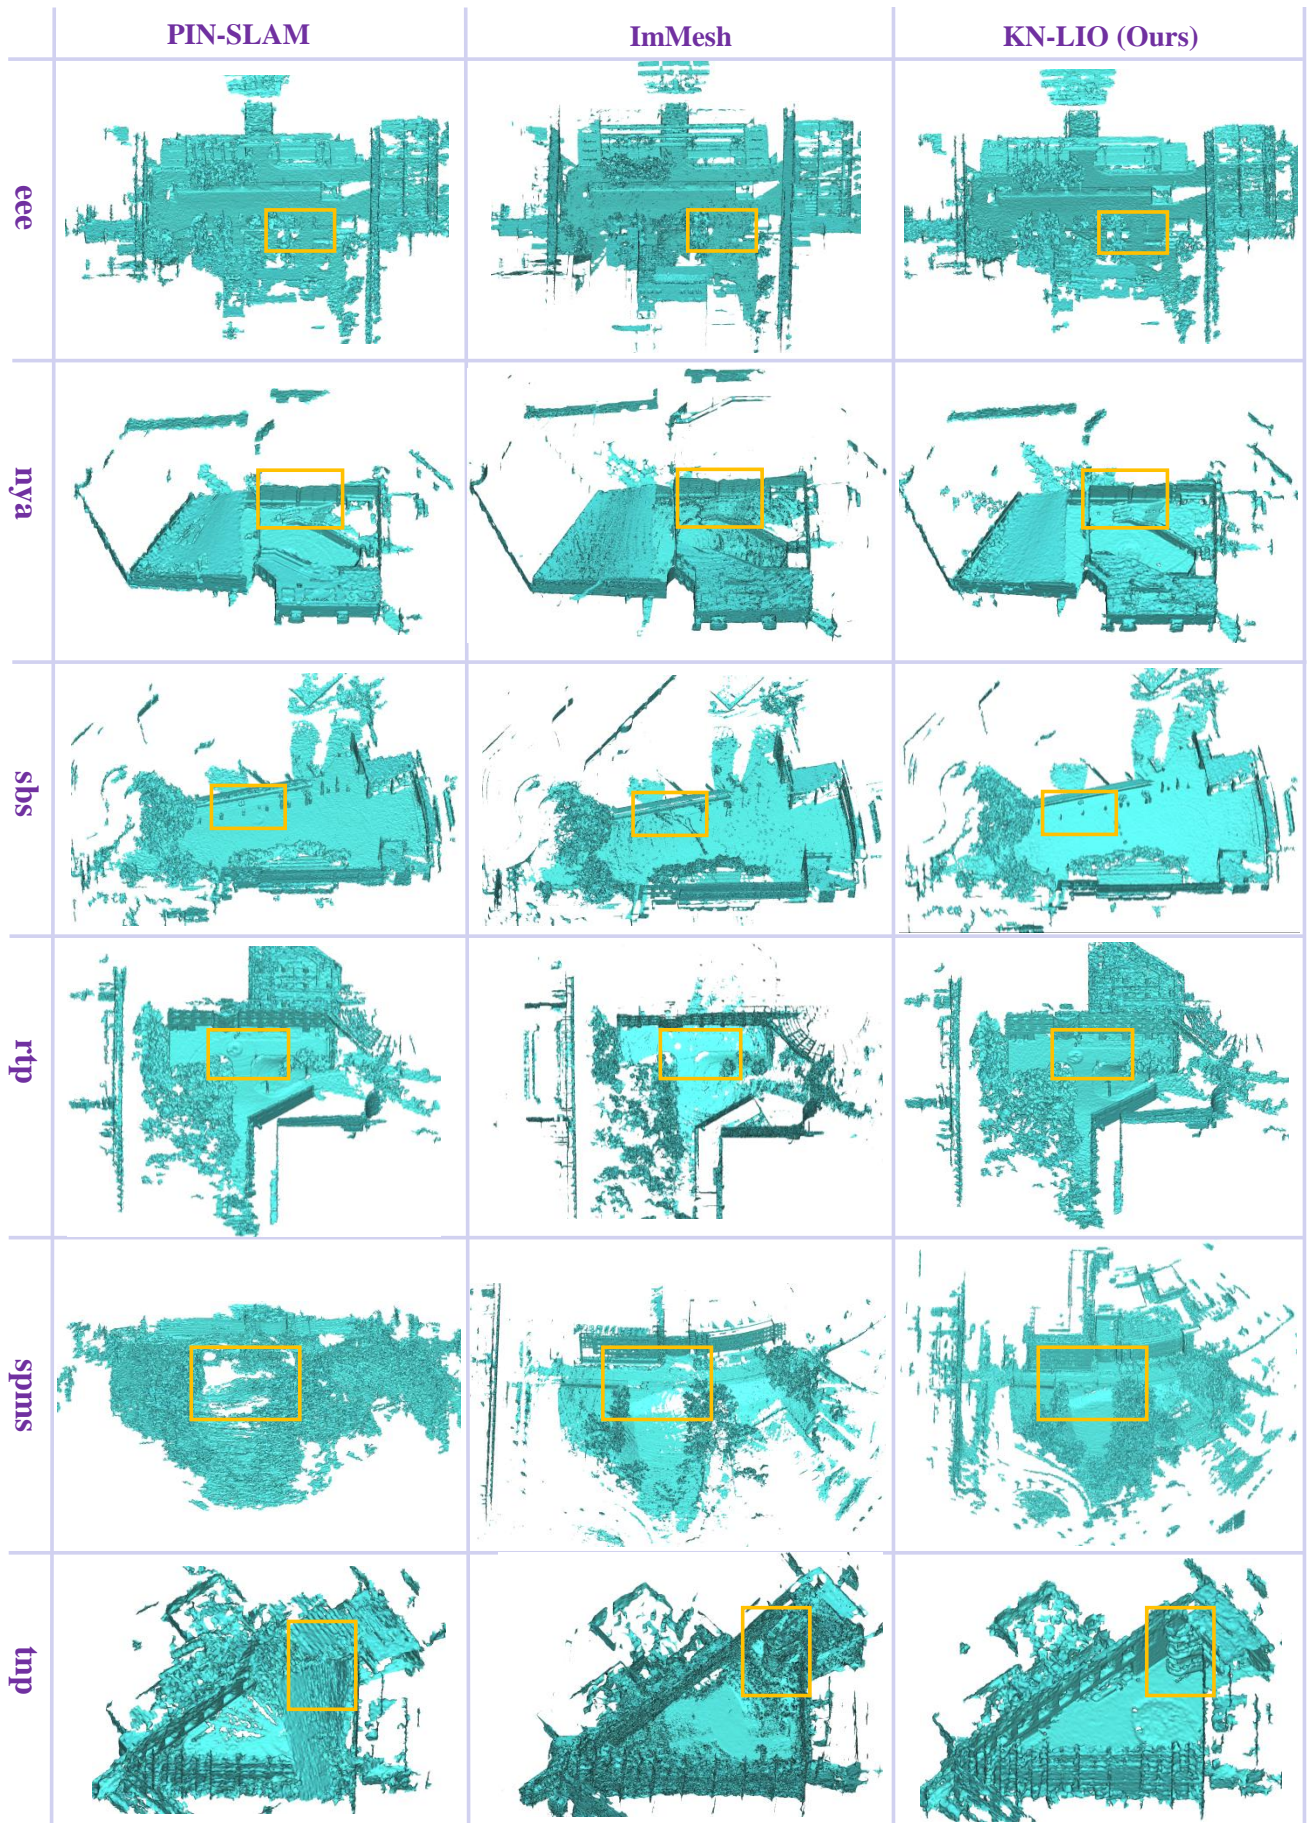 PIN-SLAM ImMesh KN-LIO (Ours)
eee
nya
sbs
rtp
spms
tnp